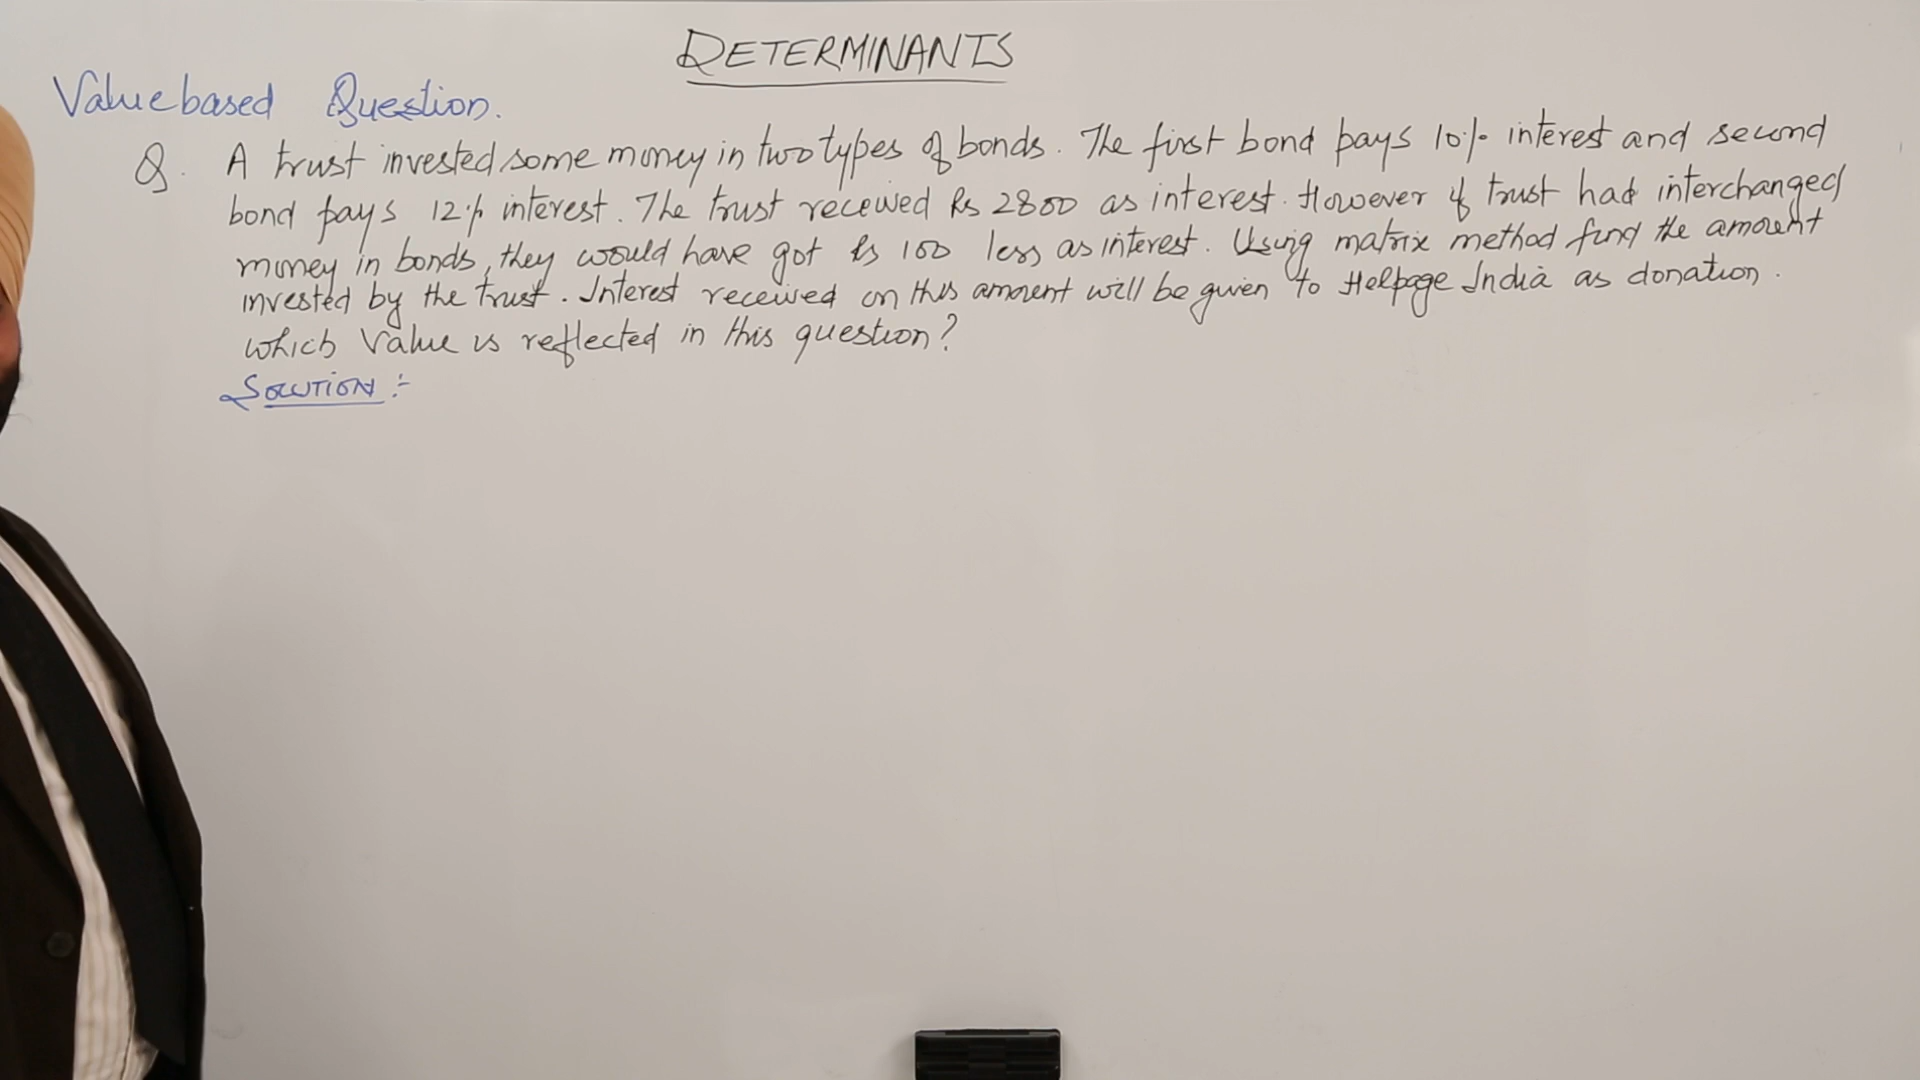 DETERMINANTS
Value based Question.
Q. A trust invested some money in two types of bonds. The first bond pays 10% interest and second
bond pays 12% interest. The trust received Rs 2800 as interest. However if trust had interchanged
money in bonds, they would have got Rs 100 less as interest. Using matrix method find the amount
invested by the trust. Interest received on this amount will be given to Helpage India as donation.
which Value is reflected in this question?
SOLUTION :-